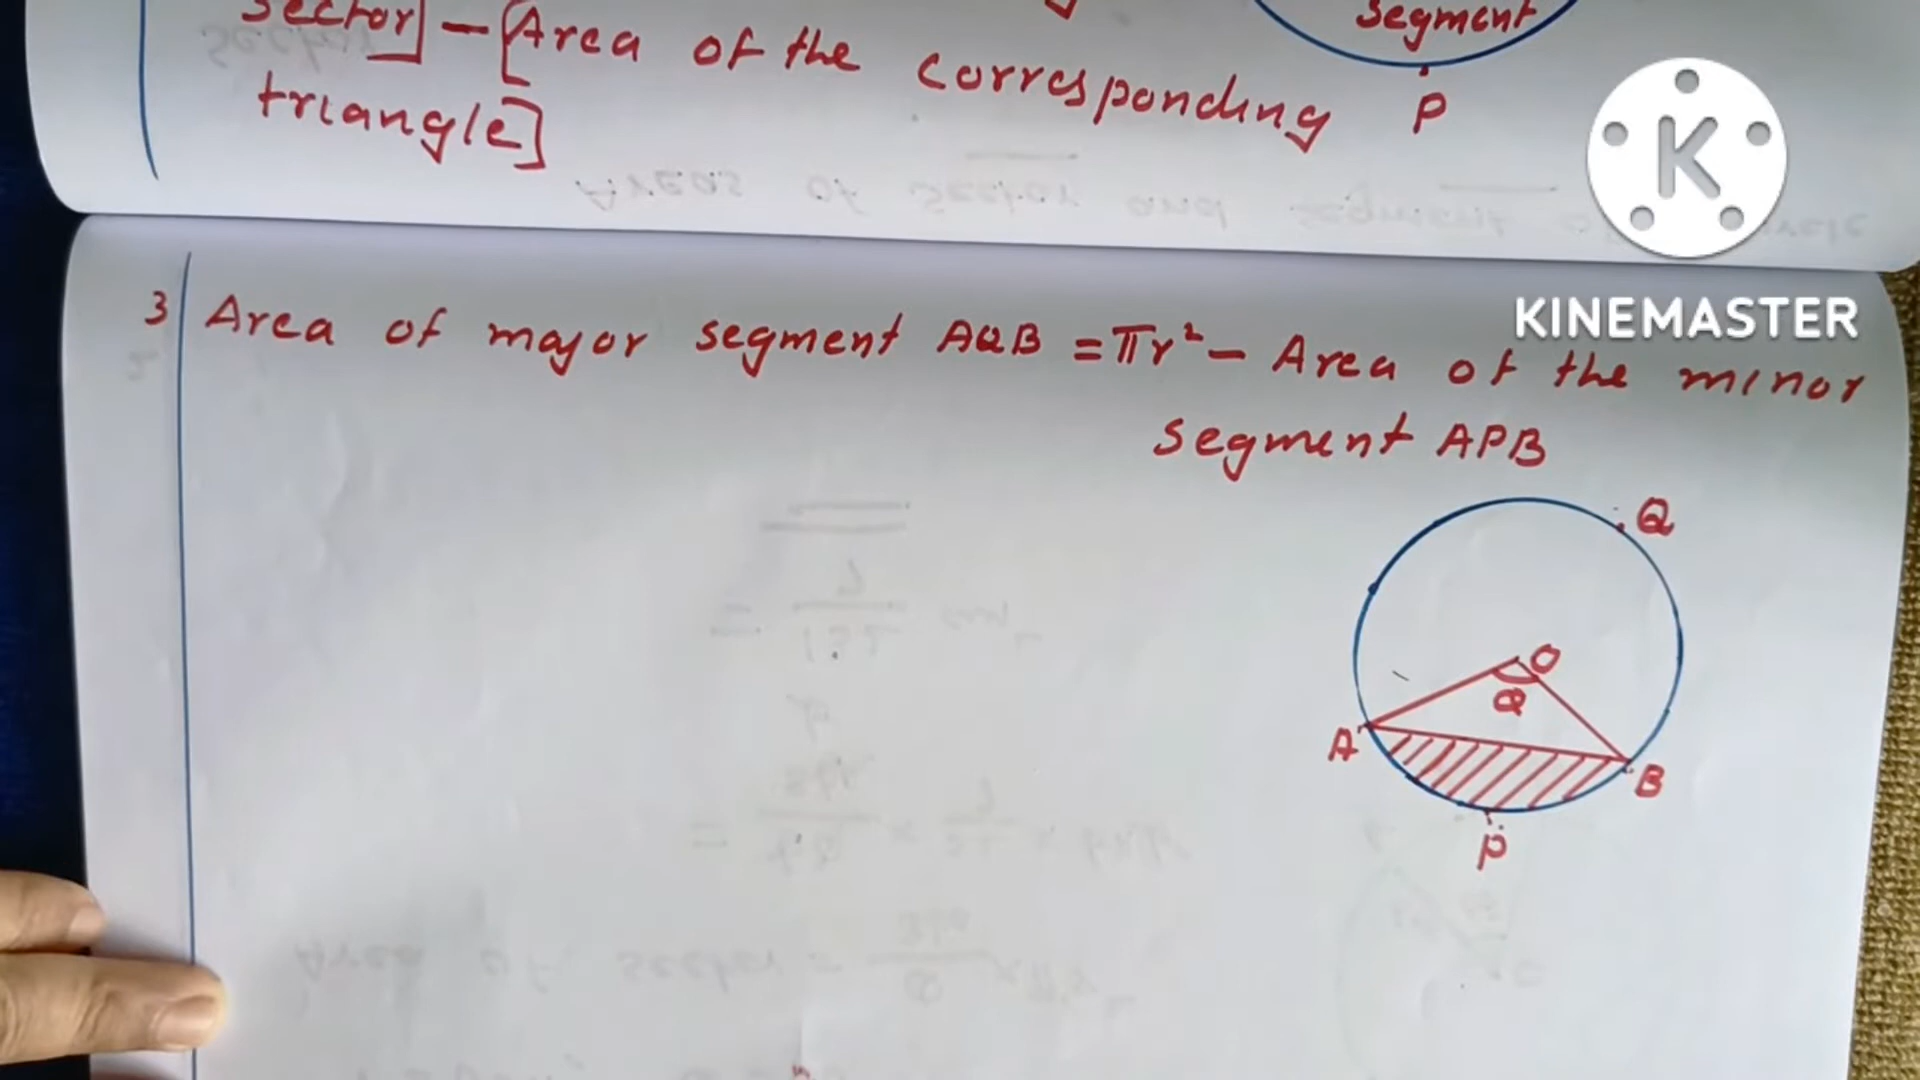 sector] - [Area of the corresponding
triangle]
segment
P
K
KINEMASTER
3 Area of major segment AQB = πr² - Area of the minor
segment APB
Q
O
Q
A
B
P